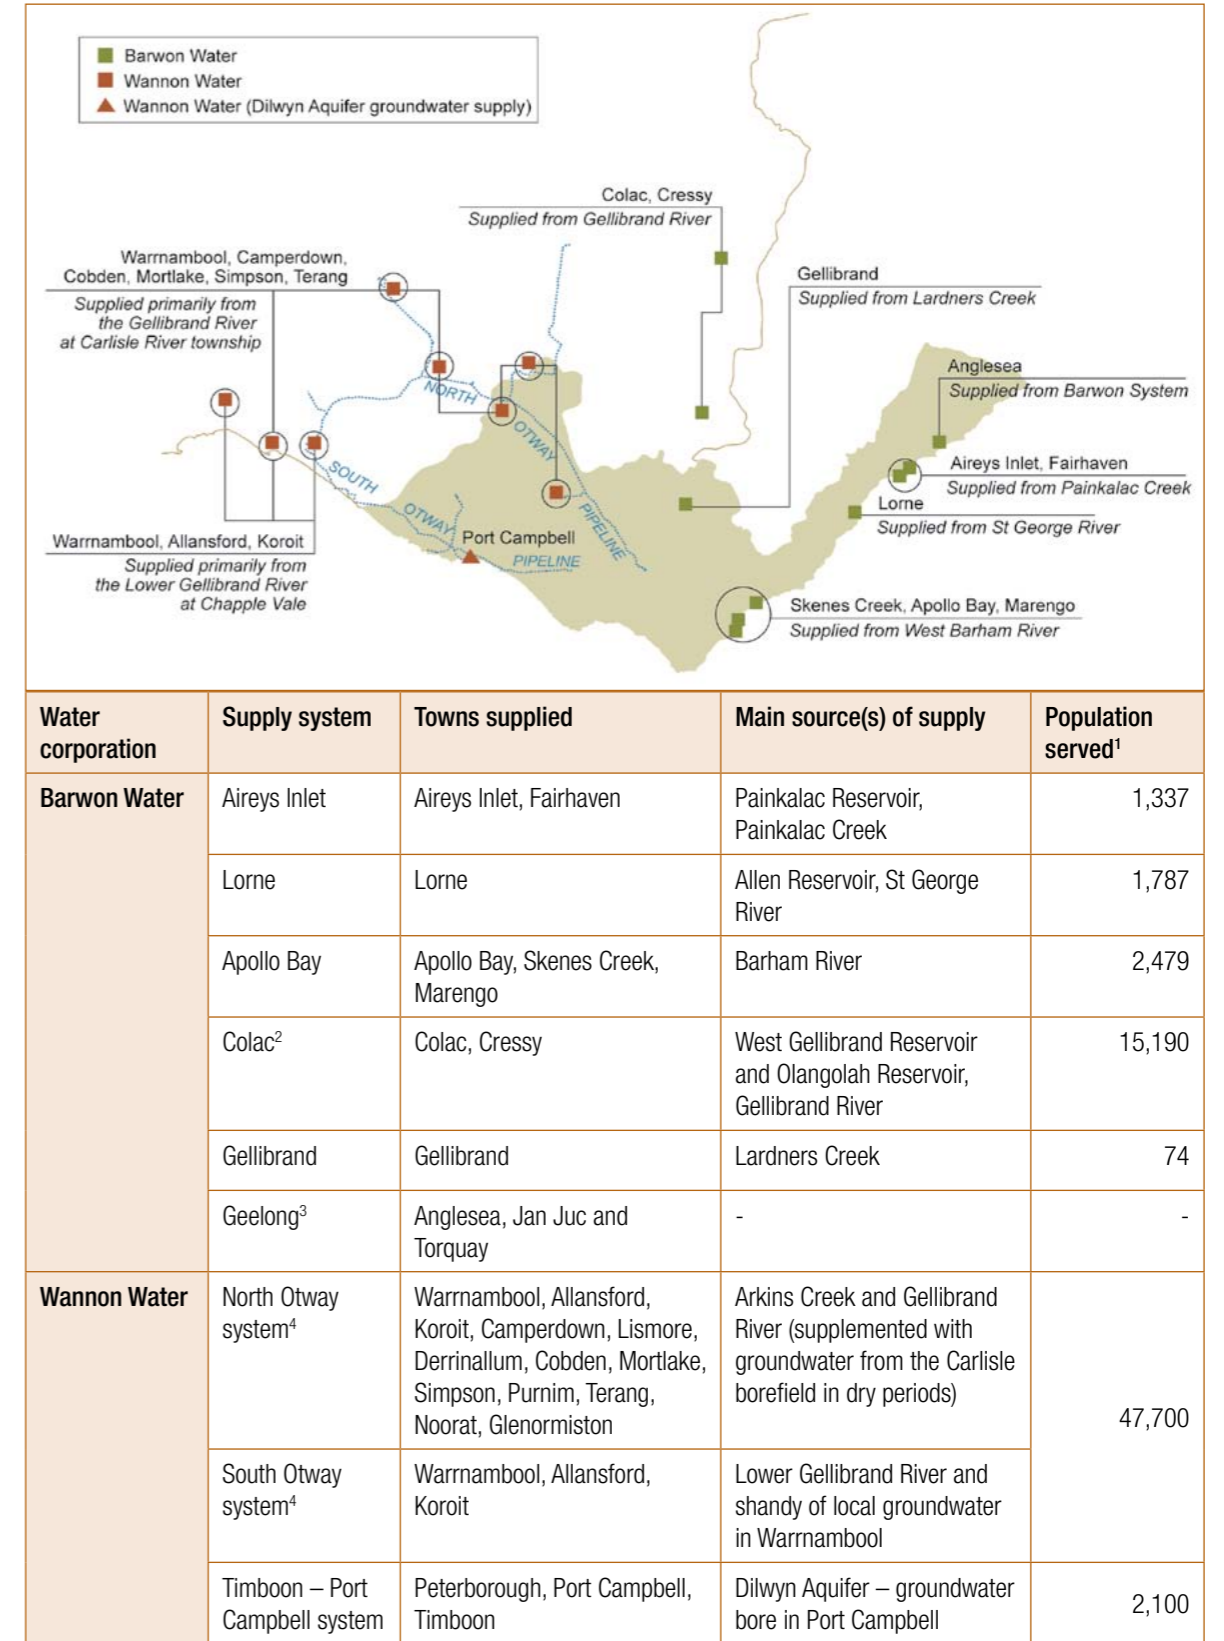 Barwon Water
Wannon Water
Wannon Water (Dilwyn Aquifer groundwater supply)
Colac, Cressy
Supplied from Gellibrand River
Warrnambool, Camperdown,
Cobden, Mortlake, Simpson, Terang
Supplied primarily from
the Gellibrand River
at Carlisle River township
Gellibrand
Supplied from Lardners Creek
Anglesea
Supplied from Barwon System
NORTH
OTWAY
PIPELINE
SOUTH
OTWAY
PIPELINE
Aireys Inlet, Fairhaven
Supplied from Painkalac Creek
Lorne
Supplied from St George River
Port Campbell
Warrnambool, Allansford, Koroit
Supplied primarily from
the Lower Gellibrand River
at Chapple Vale
Skenes Creek, Apollo Bay, Marengo
Supplied from West Barham River
Water
corporation
Supply system
Towns supplied
Main source(s) of supply
Population
served¹
Barwon Water
Aireys Inlet
Aireys Inlet, Fairhaven
Painkalac Reservoir,
Painkalac Creek
1,337
Lorne
Lorne
Allen Reservoir, St George
River
1,787
Apollo Bay
Apollo Bay, Skenes Creek,
Marengo
Barham River
2,479
Colac²
Colac, Cressy
West Gellibrand Reservoir
and Olangolah Reservoir,
Gellibrand River
15,190
Gellibrand
Gellibrand
Lardners Creek
74
Geelong³
Anglesea, Jan Juc and
Torquay
-
-
Wannon Water
North Otway
system⁴
Warrnambool, Allansford,
Koroit, Camperdown, Lismore,
Derrinallum, Cobden, Mortlake,
Simpson, Purnim, Terang,
Noorat, Glenormiston
Arkins Creek and Gellibrand
River (supplemented with
groundwater from the Carlisle
borefield in dry periods)
47,700
South Otway
system⁴
Warrnambool, Allansford,
Koroit
Lower Gellibrand River and
shandy of local groundwater
in Warrnambool
Timboon – Port
Campbell system
Peterborough, Port Campbell,
Timboon
Dilwyn Aquifer – groundwater
bore in Port Campbell
2,100